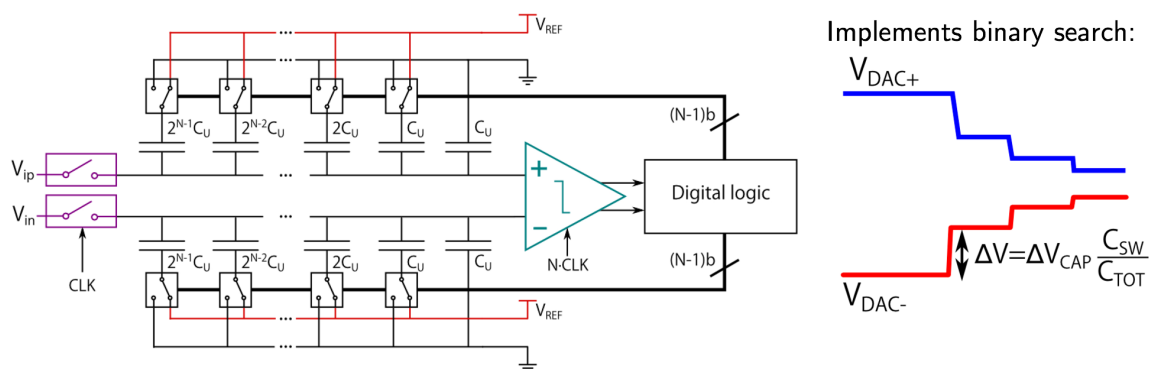 V_REF
2^N-1 C_U
2^N-2 C_U
2C_U
C_U
C_U
(N-1)b
V_ip
+
Digital logic
V_in
−
CLK
2^N-1 C_U
2^N-2 C_U
2C_U
C_U
C_U
N·CLK
(N-1)b
V_REF
Implements binary search:
V_DAC+
ΔV=ΔV_CAP C_SW/C_TOT
V_DAC-